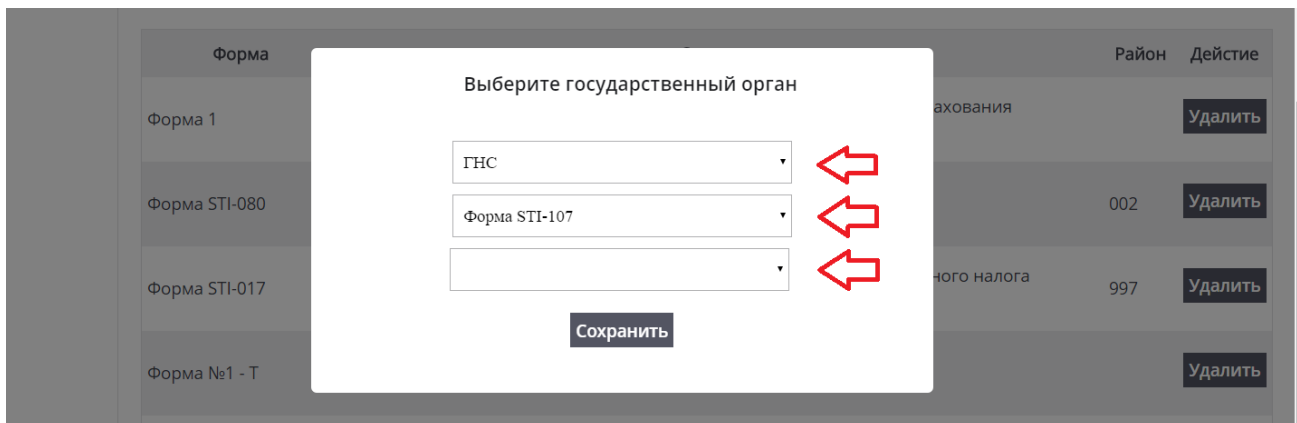 Форма
Район
Дейстие
Выберите государственный орган
Форма 1
ахования
Удалить
ГНС
Форма STI-080
Форма STI-107
002
Удалить
Форма STI-017
ного налога
997
Удалить
Сохранить
Форма №1 - Т
Удалить